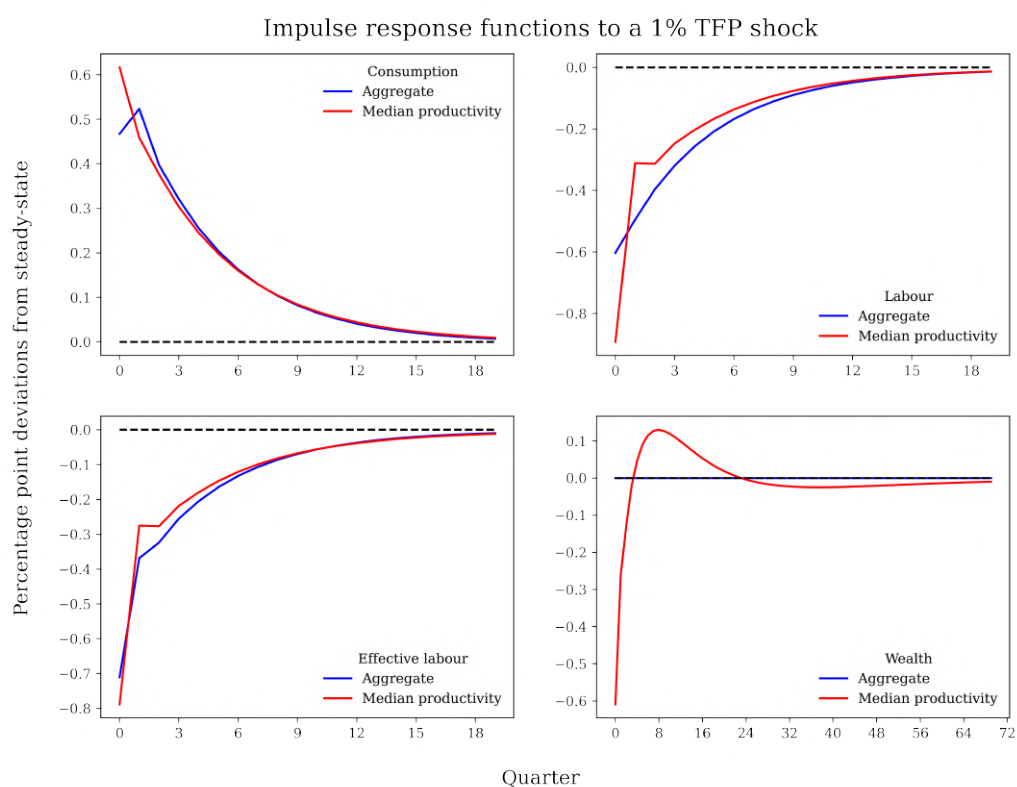 Impulse response functions to a 1% TFP shock
Percentage point deviations from steady-state
0.6
0.5
0.4
0.3
0.2
0.1
0.0
Consumption
Aggregate
Median productivity
0 3 6 9 12 15 18
0.0
−0.2
−0.4
−0.6
−0.8
Labour
Aggregate
Median productivity
0 3 6 9 12 15 18
0.0
−0.1
−0.2
−0.3
−0.4
−0.5
−0.6
−0.7
−0.8
Effective labour
Aggregate
Median productivity
0 3 6 9 12 15 18
0.1
0.0
−0.1
−0.2
−0.3
−0.4
−0.5
−0.6
Wealth
Aggregate
Median productivity
0 8 16 24 32 40 48 56 64 72
Quarter